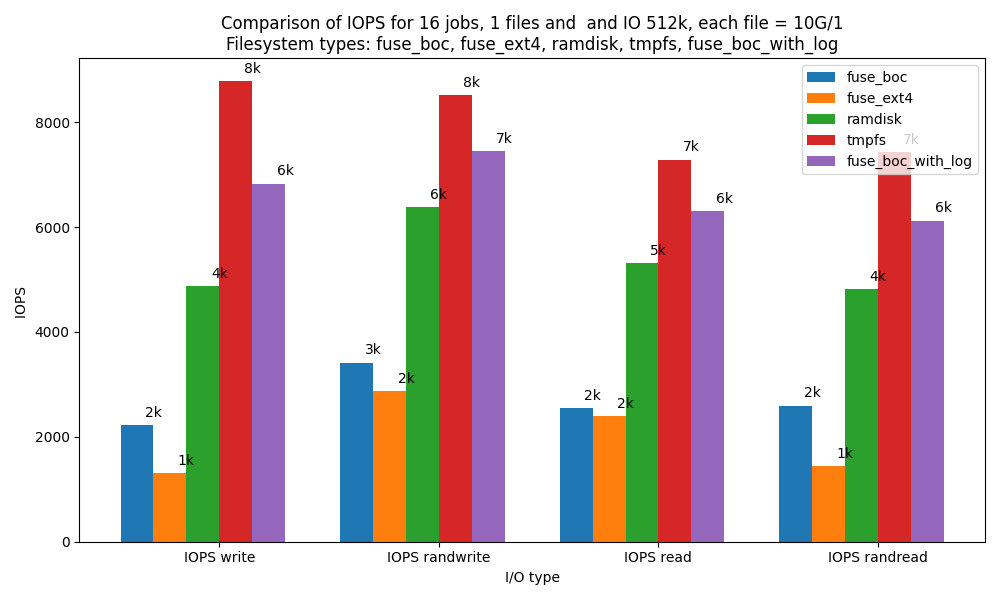 Comparison of IOPS for 16 jobs, 1 files and  and IO 512k, each file = 10G/1
Filesystem types: fuse_boc, fuse_ext4, ramdisk, tmpfs, fuse_boc_with_log
fuse_boc
fuse_ext4
ramdisk
tmpfs
fuse_boc_with_log
IOPS
8000
6000
4000
2000
0
2k
1k
4k
8k
6k
3k
2k
6k
8k
7k
2k
2k
5k
7k
6k
2k
1k
4k
7k
6k
IOPS write
IOPS randwrite
IOPS read
IOPS randread
I/O type